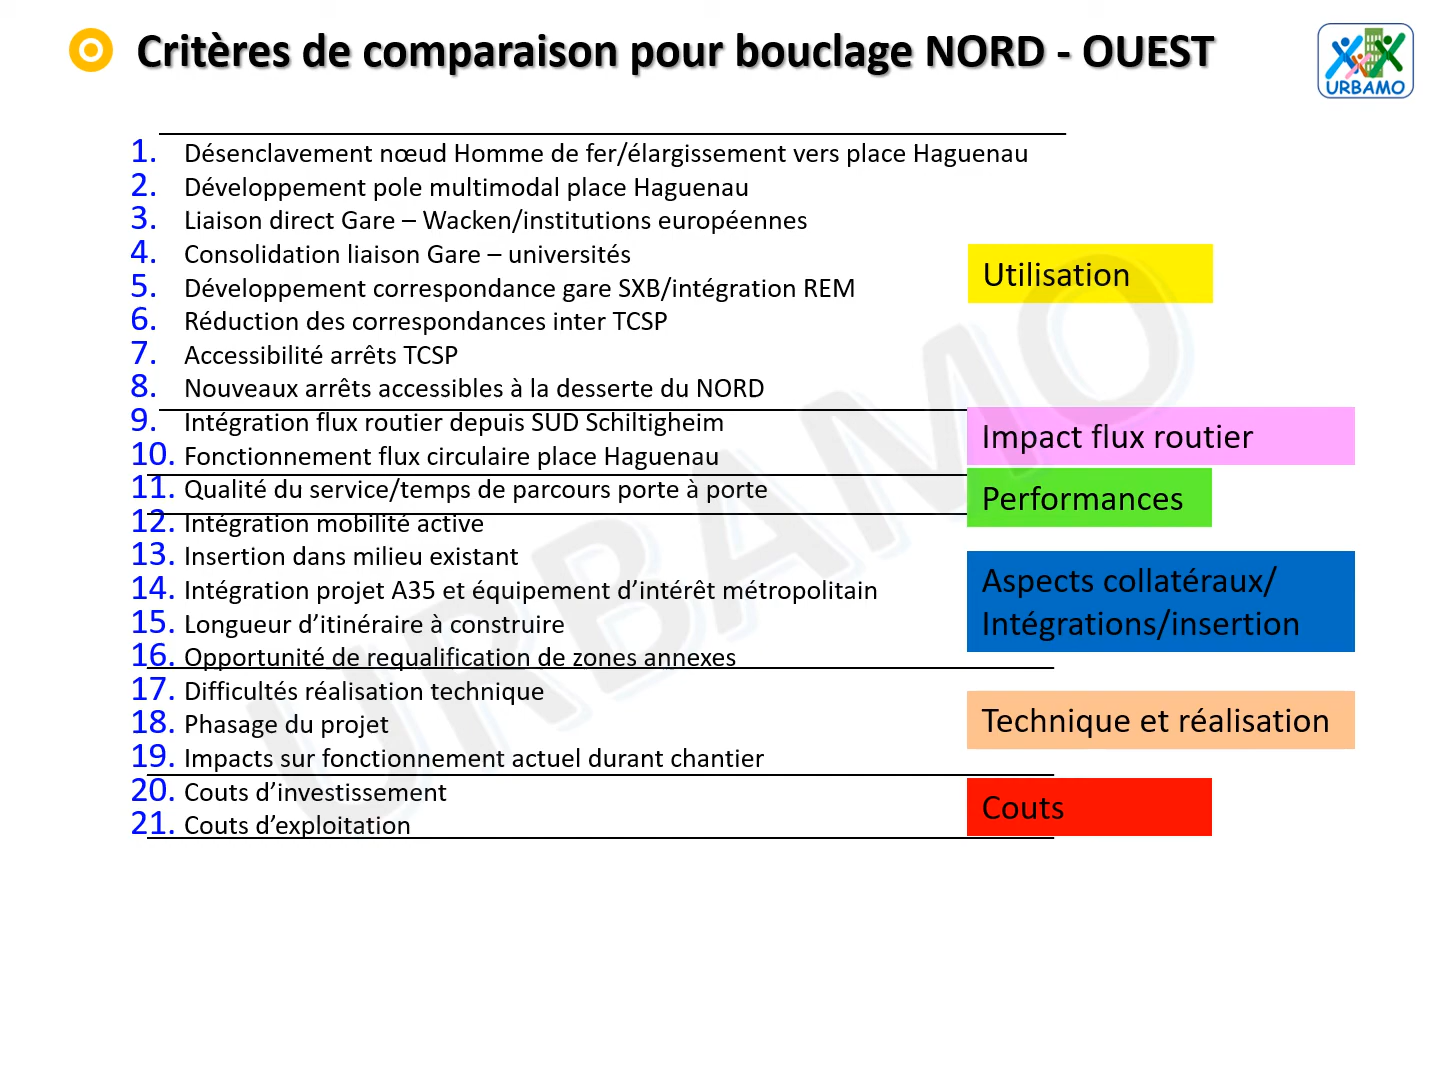 Critères de comparaison pour bouclage NORD - OUEST
URBAMO
1. Désenclavement nœud Homme de fer/élargissement vers place Haguenau
2. Développement pole multimodal place Haguenau
3. Liaison direct Gare – Wacken/institutions européennes
4. Consolidation liaison Gare – universités
5. Développement correspondance gare SXB/intégration REM
6. Réduction des correspondances inter TCSP
7. Accessibilité arrêts TCSP
8. Nouveaux arrêts accessibles à la desserte du NORD
Utilisation
9. Intégration flux routier depuis SUD Schiltigheim
10. Fonctionnement flux circulaire place Haguenau
Impact flux routier
11. Qualité du service/temps de parcours porte à porte
Performances
12. Intégration mobilité active
13. Insertion dans milieu existant
14. Intégration projet A35 et équipement d’intérêt métropolitain
15. Longueur d’itinéraire à construire
16. Opportunité de requalification de zones annexes
Aspects collatéraux/
Intégrations/insertion
17. Difficultés réalisation technique
18. Phasage du projet
19. Impacts sur fonctionnement actuel durant chantier
Technique et réalisation
20. Couts d’investissement
21. Couts d’exploitation
Couts
URBAMO